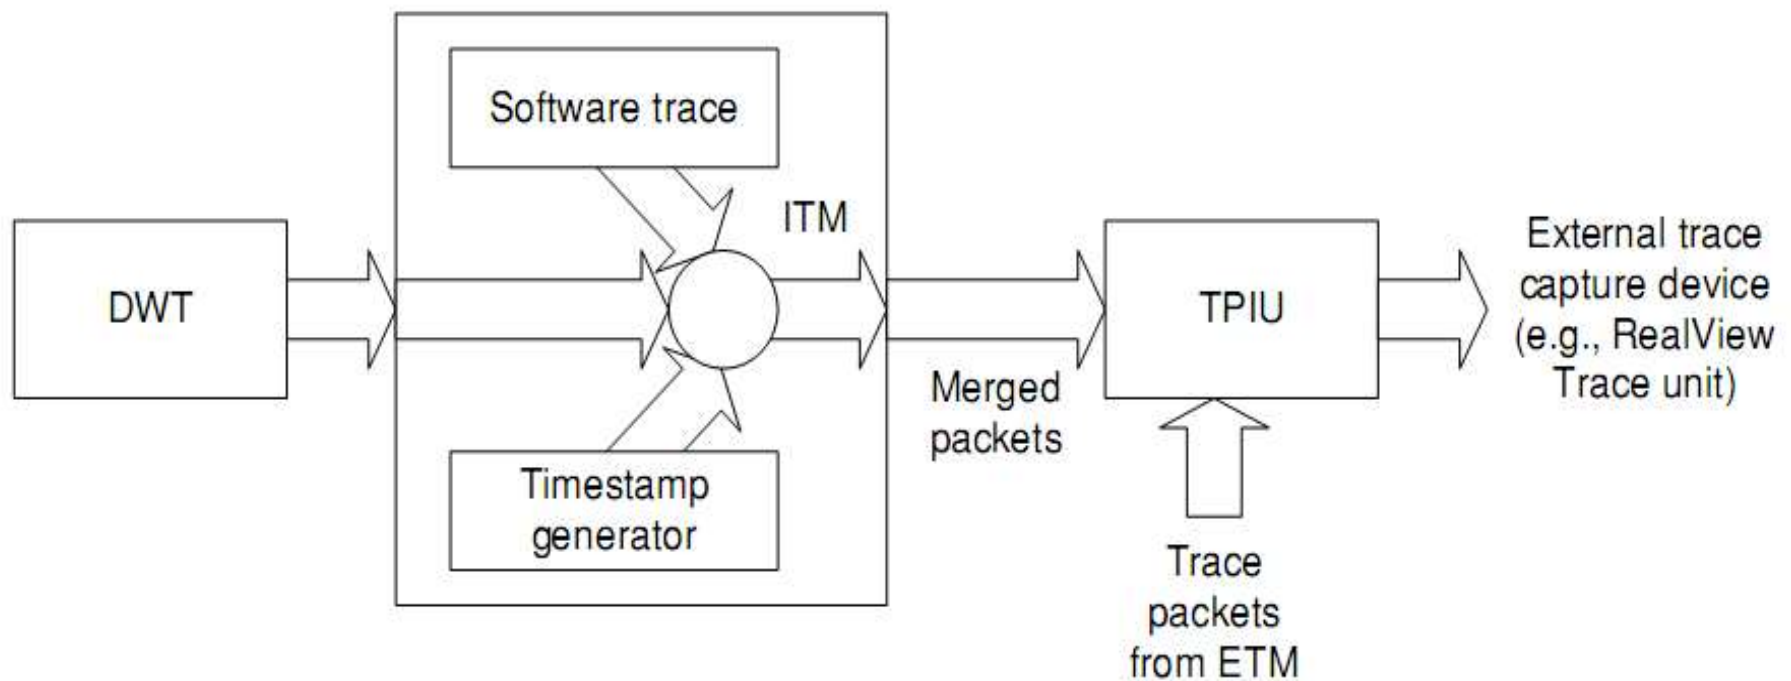 Software trace
ITM
DWT
Timestamp
generator
Merged
packets
TPIU
External trace
capture device
(e.g., RealView
Trace unit)
Trace
packets
from ETM